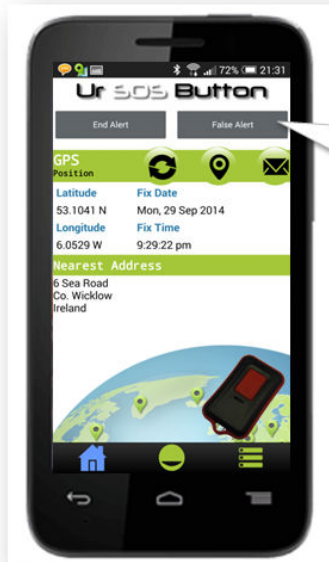 72% 21:31
Ur SOS Button
End Alert False Alert
GPS
Position
Latitude Fix Date
53.1041 N Mon, 29 Sep 2014
Longitude Fix Time
6.0529 W 9:29:22 pm
Nearest Address
6 Sea Road
Co. Wicklow
Ireland